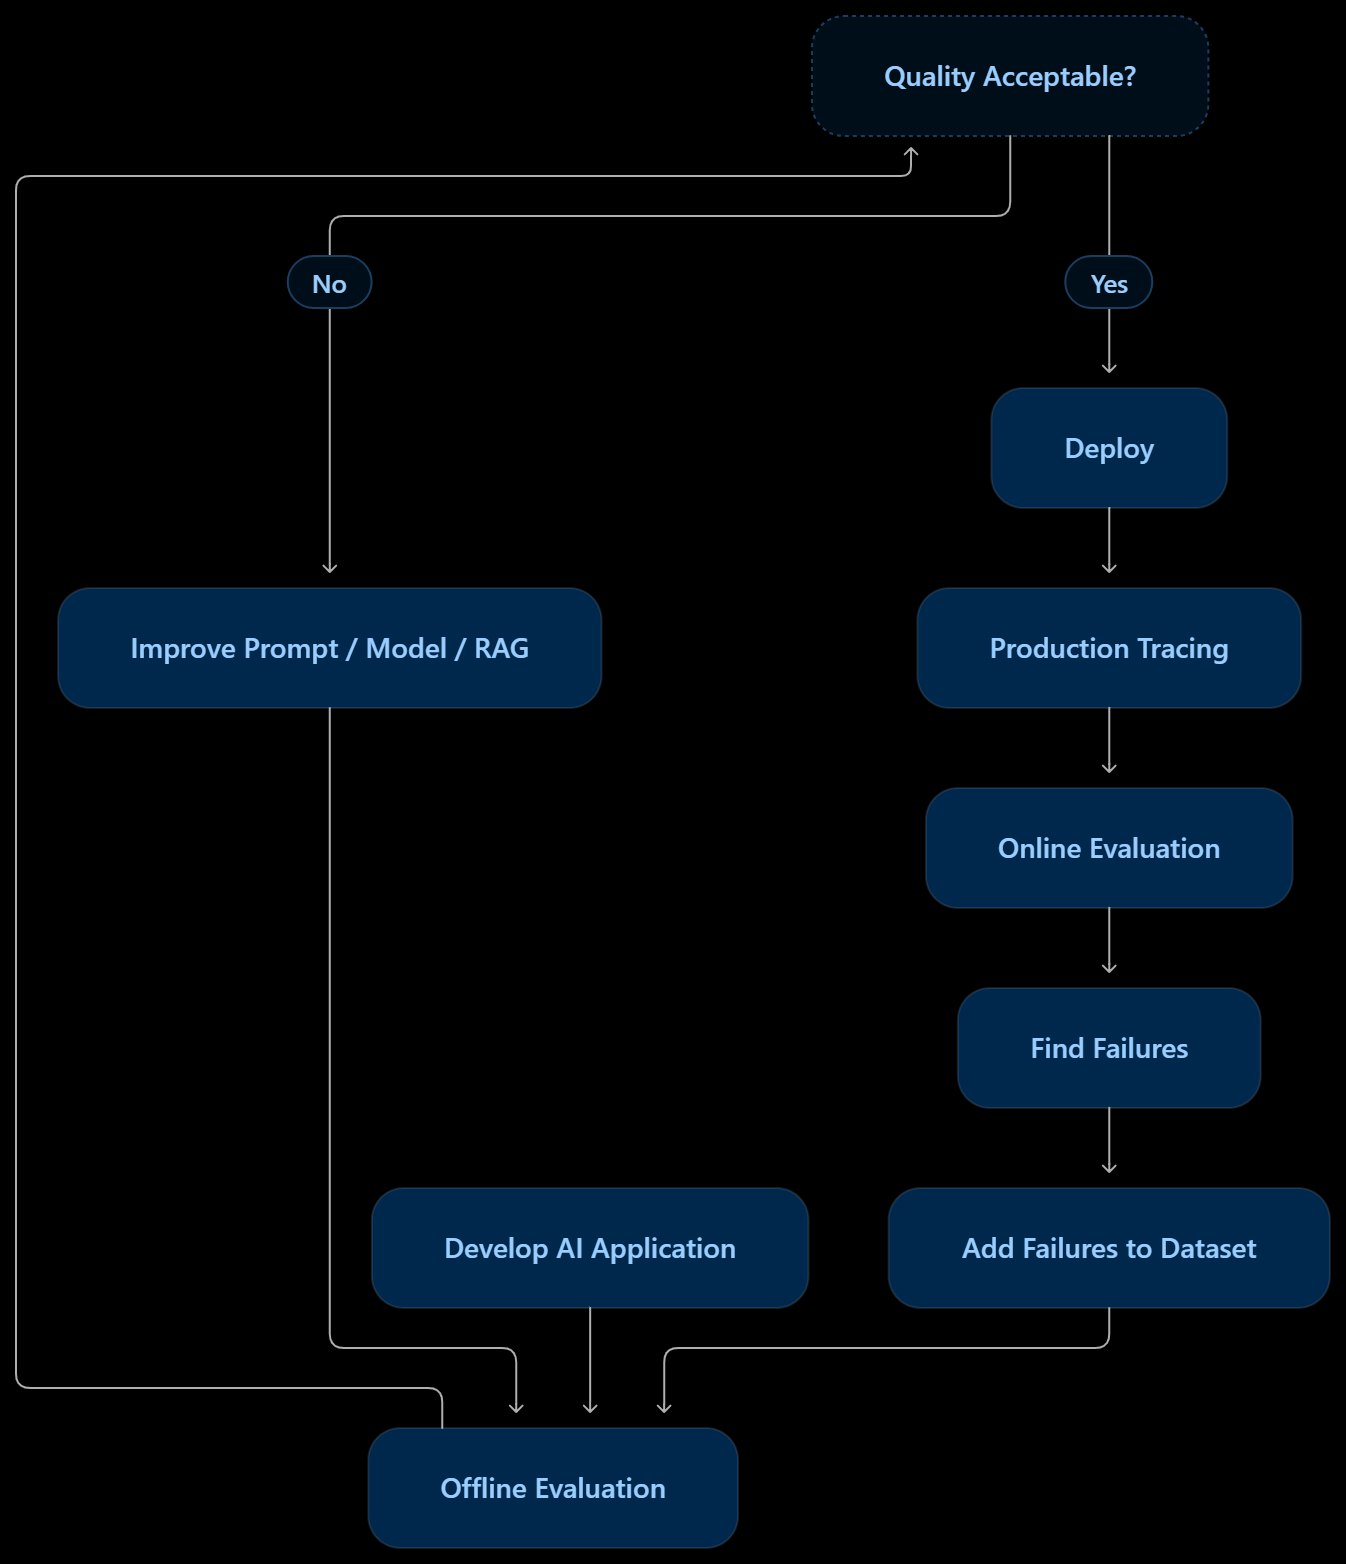 Quality Acceptable?
No
Yes
Deploy
Improve Prompt / Model / RAG
Production Tracing
Online Evaluation
Find Failures
Develop AI Application
Add Failures to Dataset
Offline Evaluation